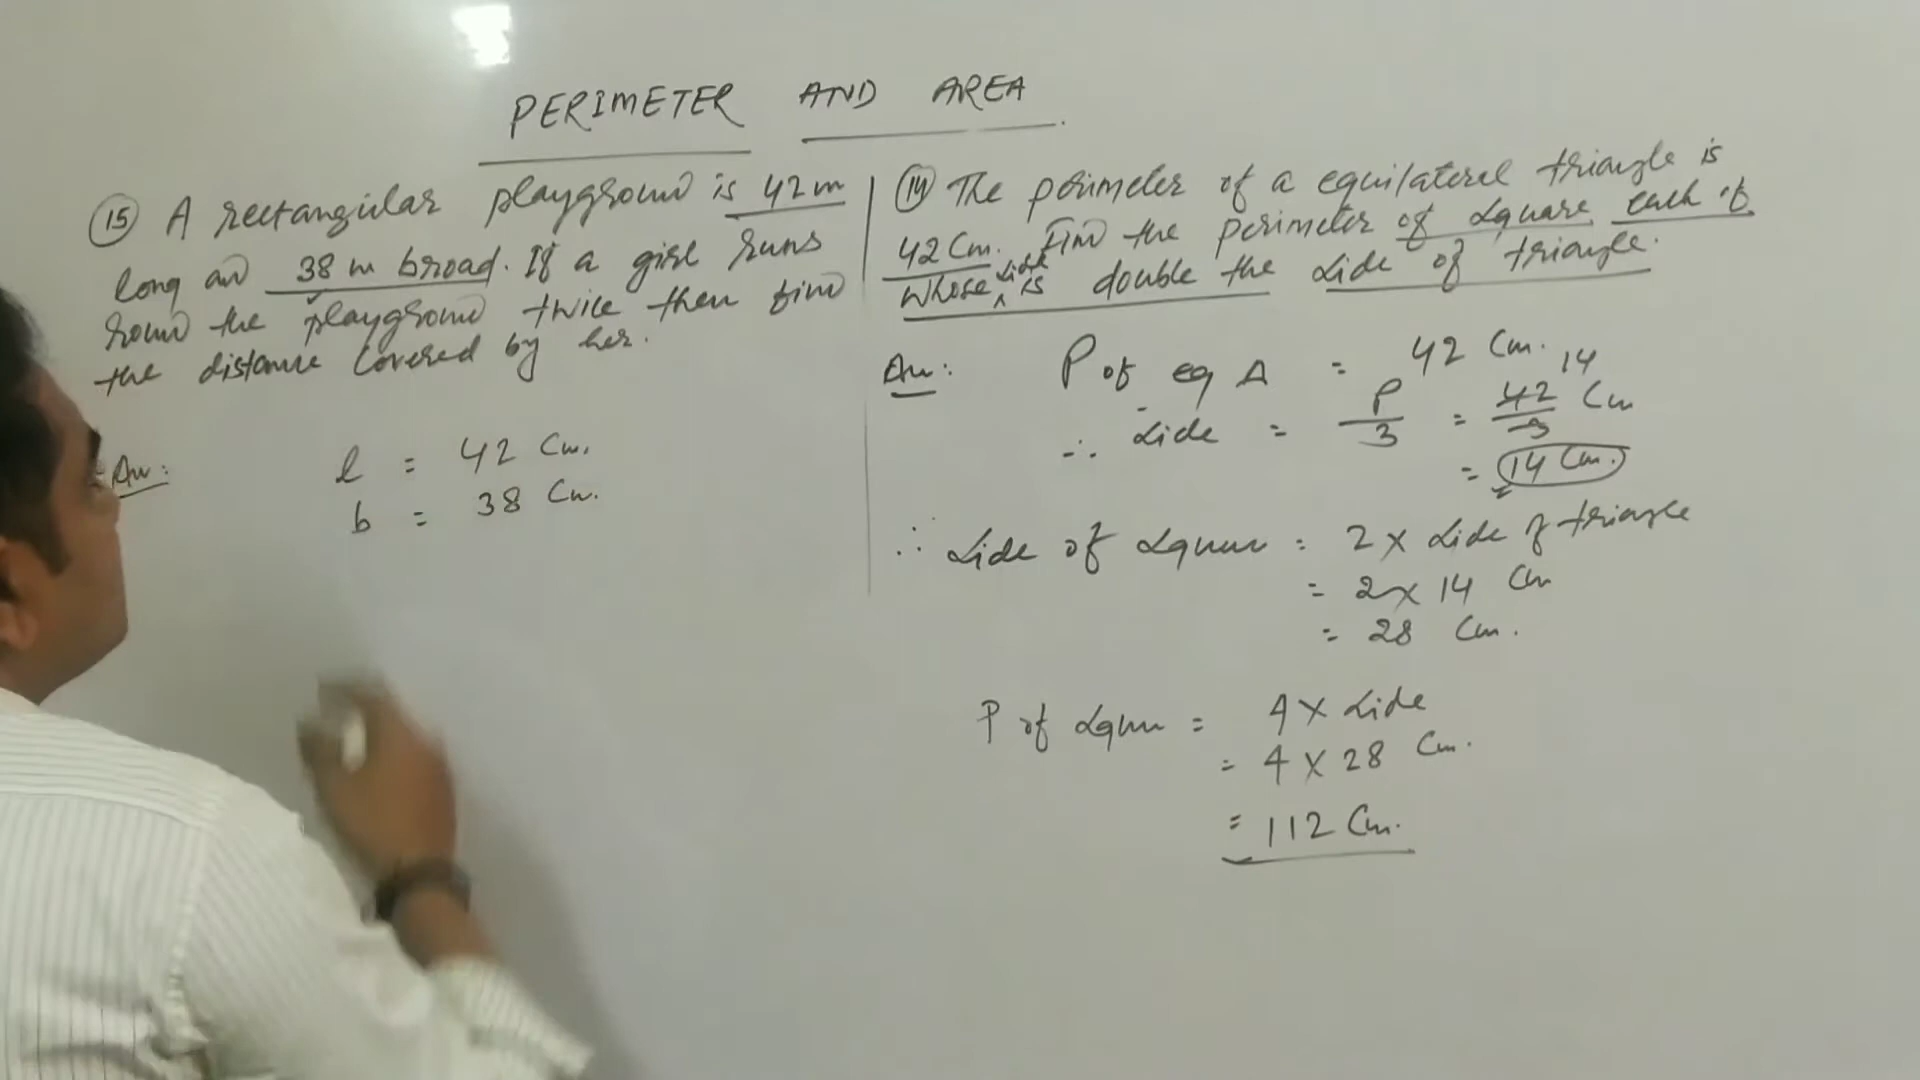 PERIMETER AND AREA
(15) A rectangular playground is 42m
long and 38 m broad. If a girl runs
round the playground twice then find
the distance covered by her.
Ans:
l = 42 Cm.
b = 38 Cm.
(14) The perimeter of a equilateral triangle is
42 Cm. Find the perimeter of square each of
whose side is double the side of triangle.
Ans: P of eq Δ = 42 Cm.
∴ side = P/3 = 42/3 Cm 14
= 14 Cm.
∴ side of square = 2 x side of triangle
= 2 x 14 Cm
= 28 Cm.
P of squar = 4 x side
= 4 x 28 Cm.
= 112 Cm.